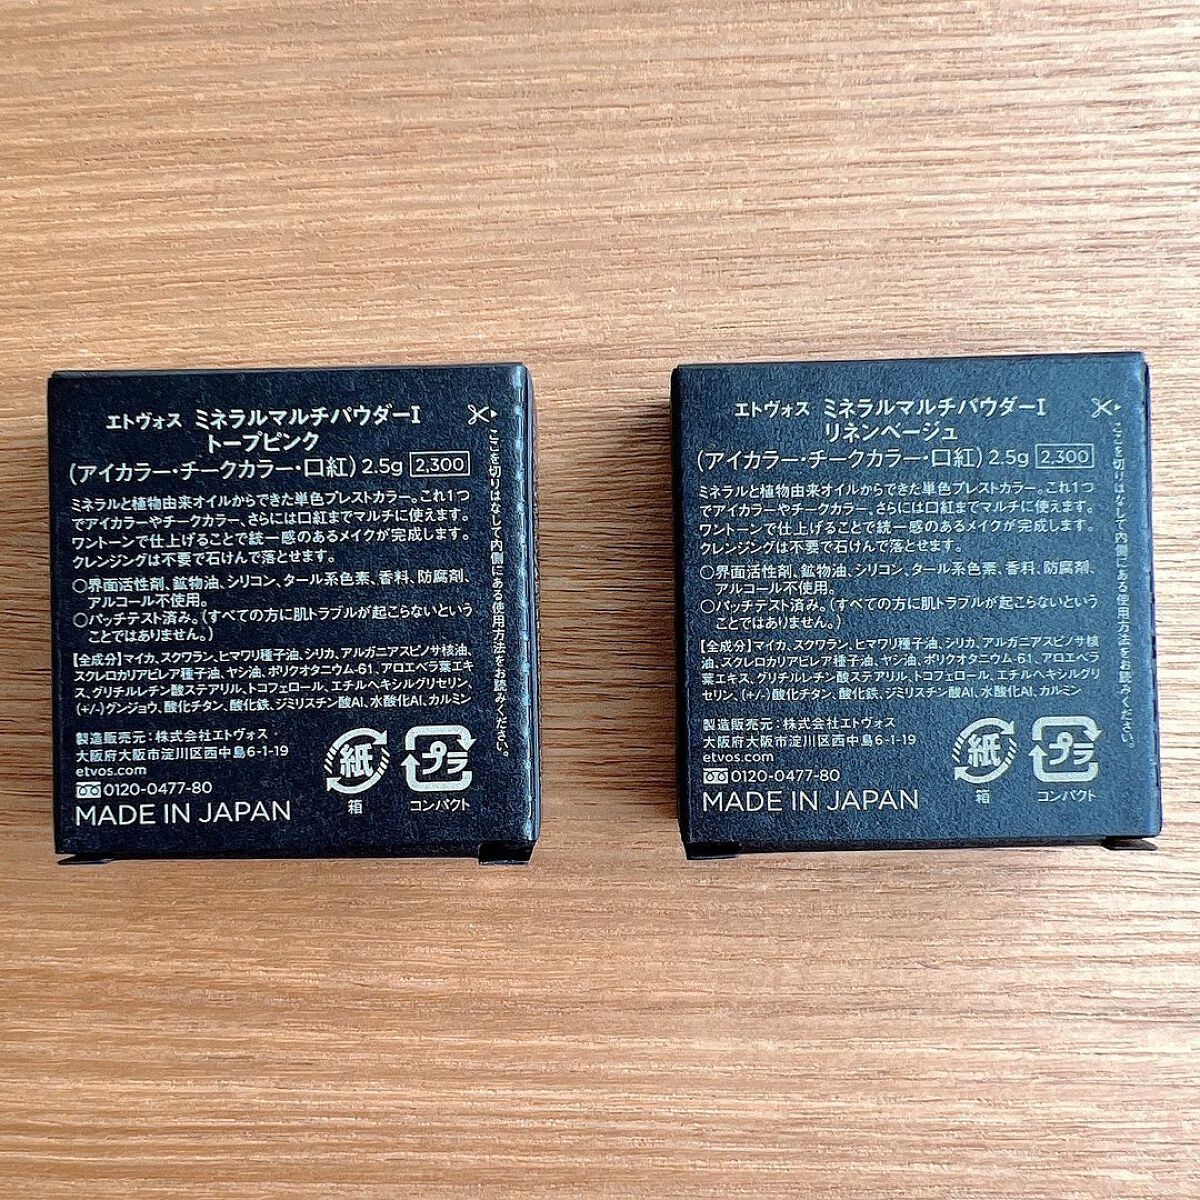 エトヴォス ミネラルマルチパウダーI
トープピンク
(アイカラー・チークカラー・口紅) 2.5g 2,300
ミネラルと植物由来オイルからできた単色プレストカラー。これ1つ
でアイカラーやチークカラー、さらには口紅までマルチに使えます。
ワントーンで仕上げることで統一感のあるメイクが完成します。
クレンジングは不要で石けんで落とせます。
○界面活性剤、鉱物油、シリコン、タール系色素、香料、防腐剤、
アルコール不使用。
○パッチテスト済み。(すべての方に肌トラブルが起こらないという
ことではありません。)
【全成分】マイカ、スクワラン、ヒマワリ種子油、シリカ、アルガニアスピノサ核油、
スクレロカリアビレア種子油、ヤシ油、ポリクオタニウム-61、アロエベラ葉エキ
ス、グリチルレチン酸ステアリル、トコフェロール、エチルヘキシルグリセリン、
(+/-)グンジョウ、酸化チタン、酸化鉄、ジミリスチン酸Al、水酸化Al、カルミン
製造販売元:株式会社エトヴォス
大阪府大阪市淀川区西中島6-1-19
etvos.com
0120-0477-80
MADE IN JAPAN
紙
箱
プラ
コンパクト
ここを切りはなして内側にある使用方法をお読みください。
エトヴォス ミネラルマルチパウダーI
リネンベージュ
(アイカラー・チークカラー・口紅) 2.5g 2,300
ミネラルと植物由来オイルからできた単色プレストカラー。これ1つ
でアイカラーやチークカラー、さらには口紅までマルチに使えます。
ワントーンで仕上げることで統一感のあるメイクが完成します。
クレンジングは不要で石けんで落とせます。
○界面活性剤、鉱物油、シリコン、タール系色素、香料、防腐剤、
アルコール不使用。
○パッチテスト済み。(すべての方に肌トラブルが起こらないという
ことではありません。)
【全成分】マイカ、スクワラン、ヒマワリ種子油、シリカ、アルガニアスピノサ核
油、スクレロカリアビレア種子油、ヤシ油、ポリクオタニウム-61、アロエベラ
葉エキス、グリチルレチン酸ステアリル、トコフェロール、エチルヘキシルグリ
セリン、(+/-)酸化チタン、酸化鉄、ジミリスチン酸Al、水酸化Al、カルミン
製造販売元:株式会社エトヴォス
大阪府大阪市淀川区西中島6-1-19
etvos.com
0120-0477-80
MADE IN JAPAN
紙
箱
プラ
コンパクト
ここを切りはなして内側にある使用方法をお読みください。